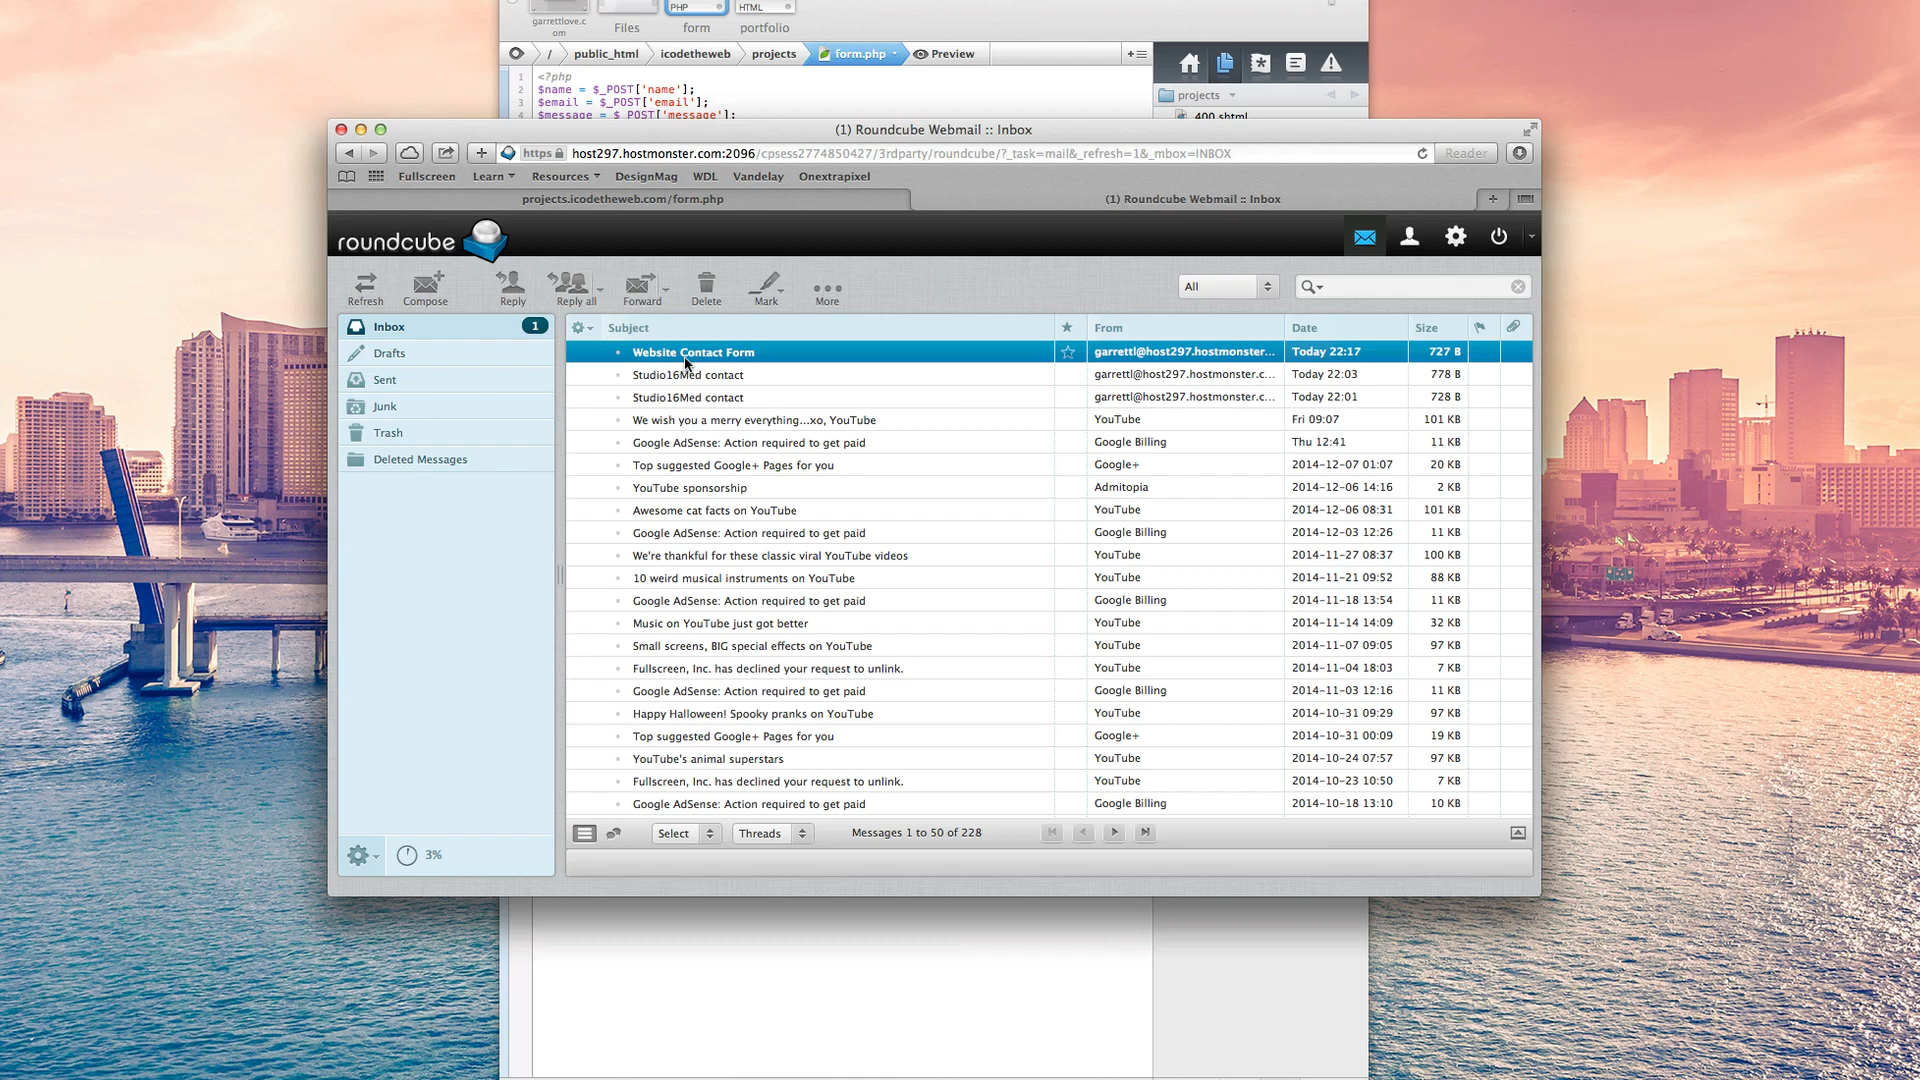 garrettlove.c
om
Files
PHP
form
HTML
portfolio
/ public_html icodetheweb projects form.php Preview
projects
400.shtml
1 <?php
2 $name = $_POST['name'];
3 $email = $_POST['email'];
4 $message = $_POST['message'];
(1) Roundcube Webmail :: Inbox
https host297.hostmonster.com:2096/cpsess2774850427/3rdparty/roundcube/?_task=mail&_refresh=1&_mbox=INBOX
Reader
Fullscreen Learn Resources DesignMag WDL Vandelay Onextrapixel
projects.icodetheweb.com/form.php
(1) Roundcube Webmail :: Inbox
roundcube
Refresh Compose Reply Reply all Forward Delete Mark More
All
Inbox 1
Drafts
Sent
Junk
Trash
Deleted Messages
3%
Subject From Date Size
Website Contact Form garrettl@host297.hostmonster... Today 22:17 727 B
Studio16Med contact garrettl@host297.hostmonster.c... Today 22:03 778 B
Studio16Med contact garrettl@host297.hostmonster.c... Today 22:01 728 B
We wish you a merry everything...xo, YouTube YouTube Fri 09:07 101 KB
Google AdSense: Action required to get paid Google Billing Thu 12:41 11 KB
Top suggested Google+ Pages for you Google+ 2014-12-07 01:07 20 KB
YouTube sponsorship Admitopia 2014-12-06 14:16 2 KB
Awesome cat facts on YouTube YouTube 2014-12-06 08:31 101 KB
Google AdSense: Action required to get paid Google Billing 2014-12-03 12:26 11 KB
We're thankful for these classic viral YouTube videos YouTube 2014-11-27 08:37 100 KB
10 weird musical instruments on YouTube YouTube 2014-11-21 09:52 88 KB
Google AdSense: Action required to get paid Google Billing 2014-11-18 13:54 11 KB
Music on YouTube just got better YouTube 2014-11-14 14:09 32 KB
Small screens, BIG special effects on YouTube YouTube 2014-11-07 09:05 97 KB
Fullscreen, Inc. has declined your request to unlink. YouTube 2014-11-04 18:03 7 KB
Google AdSense: Action required to get paid Google Billing 2014-11-03 12:16 11 KB
Happy Halloween! Spooky pranks on YouTube YouTube 2014-10-31 09:29 97 KB
Top suggested Google+ Pages for you Google+ 2014-10-31 00:09 19 KB
YouTube's animal superstars YouTube 2014-10-24 07:57 97 KB
Fullscreen, Inc. has declined your request to unlink. YouTube 2014-10-23 10:50 7 KB
Google AdSense: Action required to get paid Google Billing 2014-10-18 13:10 10 KB
Select Threads Messages 1 to 50 of 228